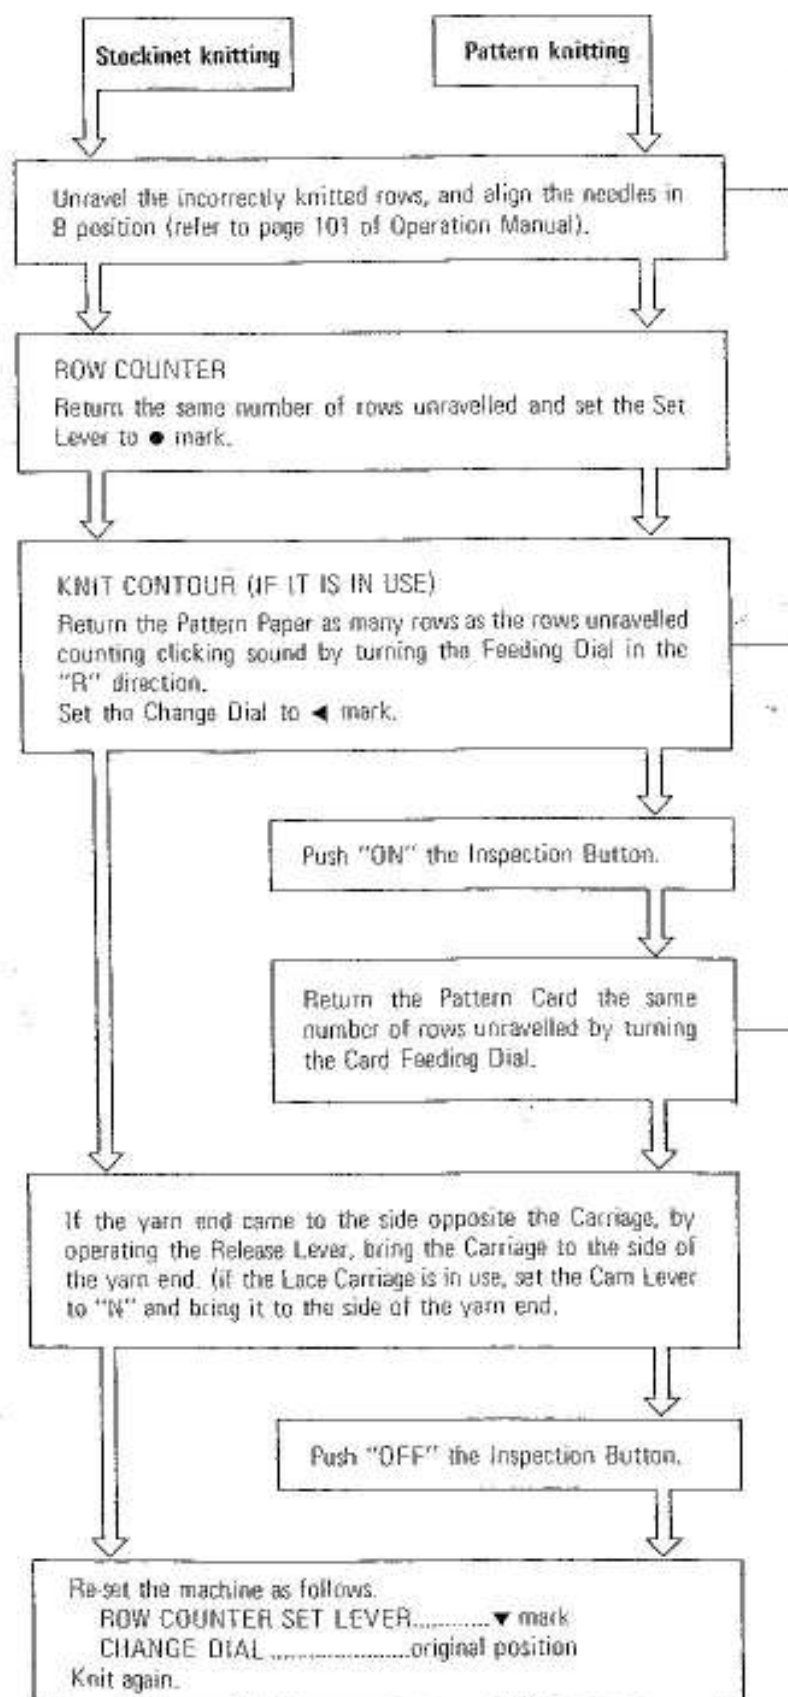 Stockinet knitting
Pattern knitting
Unravel the incorrectly knitted rows, and align the needles in
B position (refer to page 101 of Operation Manual).
ROW COUNTER
Return the same number of rows unravelled and set the Set
Lever to ● mark.
KNIT CONTOUR (IF IT IS IN USE)
Return the Pattern Paper as many rows as the rows unravelled
counting clicking sound by turning the Feeding Dial in the
"R" direction.
Set the Change Dial to ◀ mark.
Push "ON" the Inspection Button.
Return the Pattern Card the same
number of rows unravelled by turning
the Card Feeding Dial.
If the yarn end came to the side opposite the Carriage, by
operating the Release Lever, bring the Carriage to the side of
the yarn end. (if the Lace Carriage is in use, set the Cam Lever
to "N" and bring it to the side of the yarn end.
Push "OFF" the Inspection Button.
Re-set the machine as follows.
ROW COUNTER SET LEVER............▼ mark
CHANGE DIAL ......................original position
Knit again.